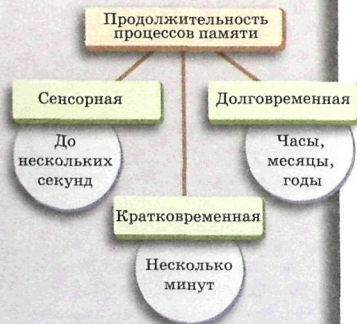 Продолжительность
процессов памяти
Сенсорная
До
нескольких
секунд
Долговременная
Часы,
месяцы,
годы
Кратковременная
Несколько
минут